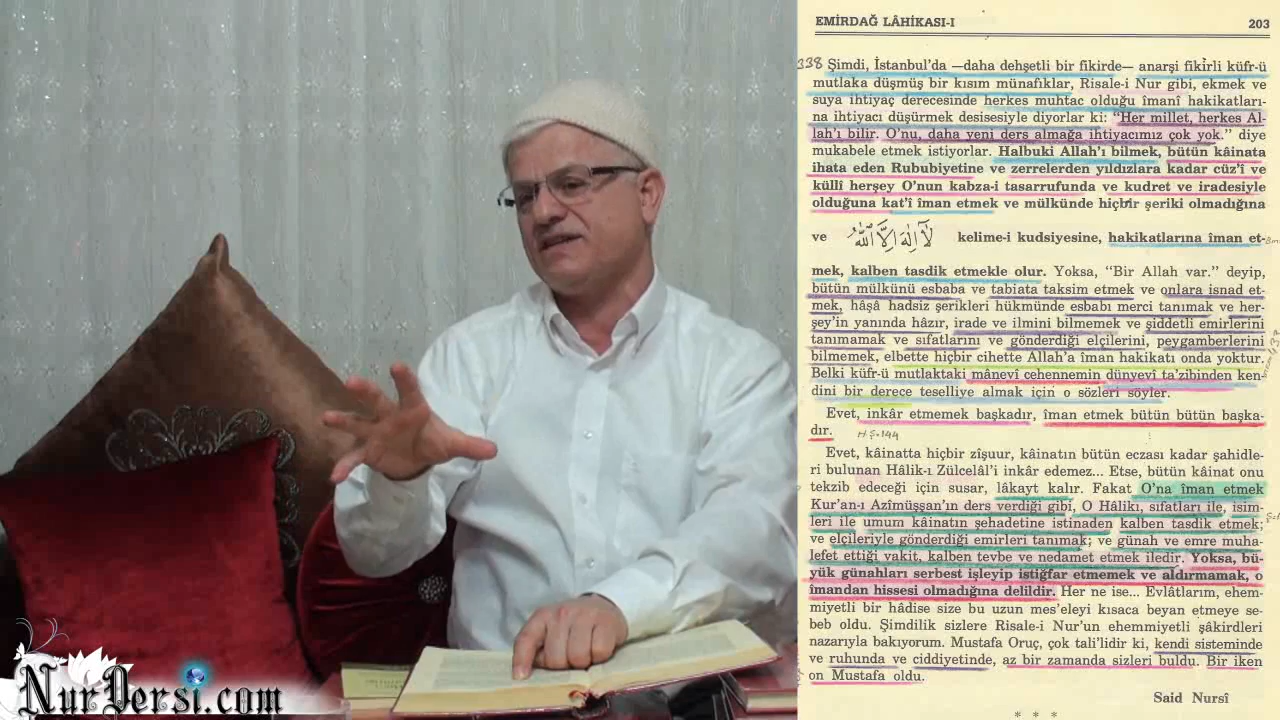 EMİRDAĞ LÂHİKASI-I 203
338 Şimdi, İstanbul'da —daha dehşetli bir fikirde— anarşi fikirli küfr-ü
mutlaka düşmüş bir kısım münafıklar, Risale-i Nur gibi, ekmek ve
suya ihtiyaç derecesinde herkes muhtac olduğu îmanî hakikatları-
na ihtiyacı düşürmek desisesiyle diyorlar ki: "Her millet, herkes Al-
lah'ı bilir. O'nu, daha yeni ders almağa ihtiyacımız çok yok." diye
mukabele etmek istiyorlar. Halbuki Allah'ı bilmek, bütün kâinata
ihata eden Rububiyetine ve zerrelerden yıldızlara kadar cüz'î ve
küllî herşey O'nun kabza-i tasarrufunda ve kudret ve iradesiyle
olduğuna kat'î îman etmek ve mülkünde hiçbir şeriki olmadığına
ve لَآ اِلٰهَ اِلَّا اللّٰهُ kelime-i kudsiyesine, hakikatlarına îman et-
mek, kalben tasdik etmekle olur. Yoksa, "Bir Allah var." deyip,
bütün mülkünü esbaba ve tabiata taksim etmek ve onlara isnad et-
mek, hâşâ hadsiz şerikleri hükmünde esbabı merci tanımak ve her-
şey'in yanında hâzır, irade ve ilmini bilmemek ve şiddetli emirlerini
tanımamak ve sıfatlarını ve gönderdiği elçilerini, peygamberlerini
bilmemek, elbette hiçbir cihette Allah'a îman hakikatı onda yoktur.
Belki küfr-ü mutlaktaki mânevî cehennemin dünyevî ta'zibinden ken-
dini bir derece teselliye almak için o sözleri söyler.
Evet, inkâr etmemek başkadır, îman etmek bütün bütün başka-
dır.
Evet, kâinatta hiçbir zîşuur, kâinatın bütün eczası kadar şahidle-
ri bulunan Hâlik-ı Zülcelâl'i inkâr edemez... Etse, bütün kâinat onu
tekzib edeceği için susar, lâkayt kalır. Fakat O'na îman etmek
Kur'an-ı Azîmüşşan'ın ders verdiği gibi, O Hâlikı, sıfatları ile, isim-
leri ile umum kâinatın şehadetine istinaden kalben tasdik etmek;
ve elçileriyle gönderdiği emirleri tanımak; ve günah ve emre muha-
lefet ettiği vakit, kalben tevbe ve nedamet etmek iledir. Yoksa, bü-
yük günahları serbest işleyip istiğfar etmemek ve aldırmamak, o
îmandan hissesi olmadığına delildir. Her ne ise... Evlâtlarım, ehem-
miyetli bir hâdise size bu uzun mes'eleyi kısaca beyan etmeye se-
beb oldu. Şimdilik sizlere Risale-i Nur'un ehemmiyetli şâkirdleri
nazarıyla bakıyorum. Mustafa Oruç, çok tali'lidir ki, kendi sisteminde
ve ruhunda ve ciddiyetinde, az bir zamanda sizleri buldu. Bir iken
on Mustafa oldu.
Said Nursî
* * *
NurDersi.com